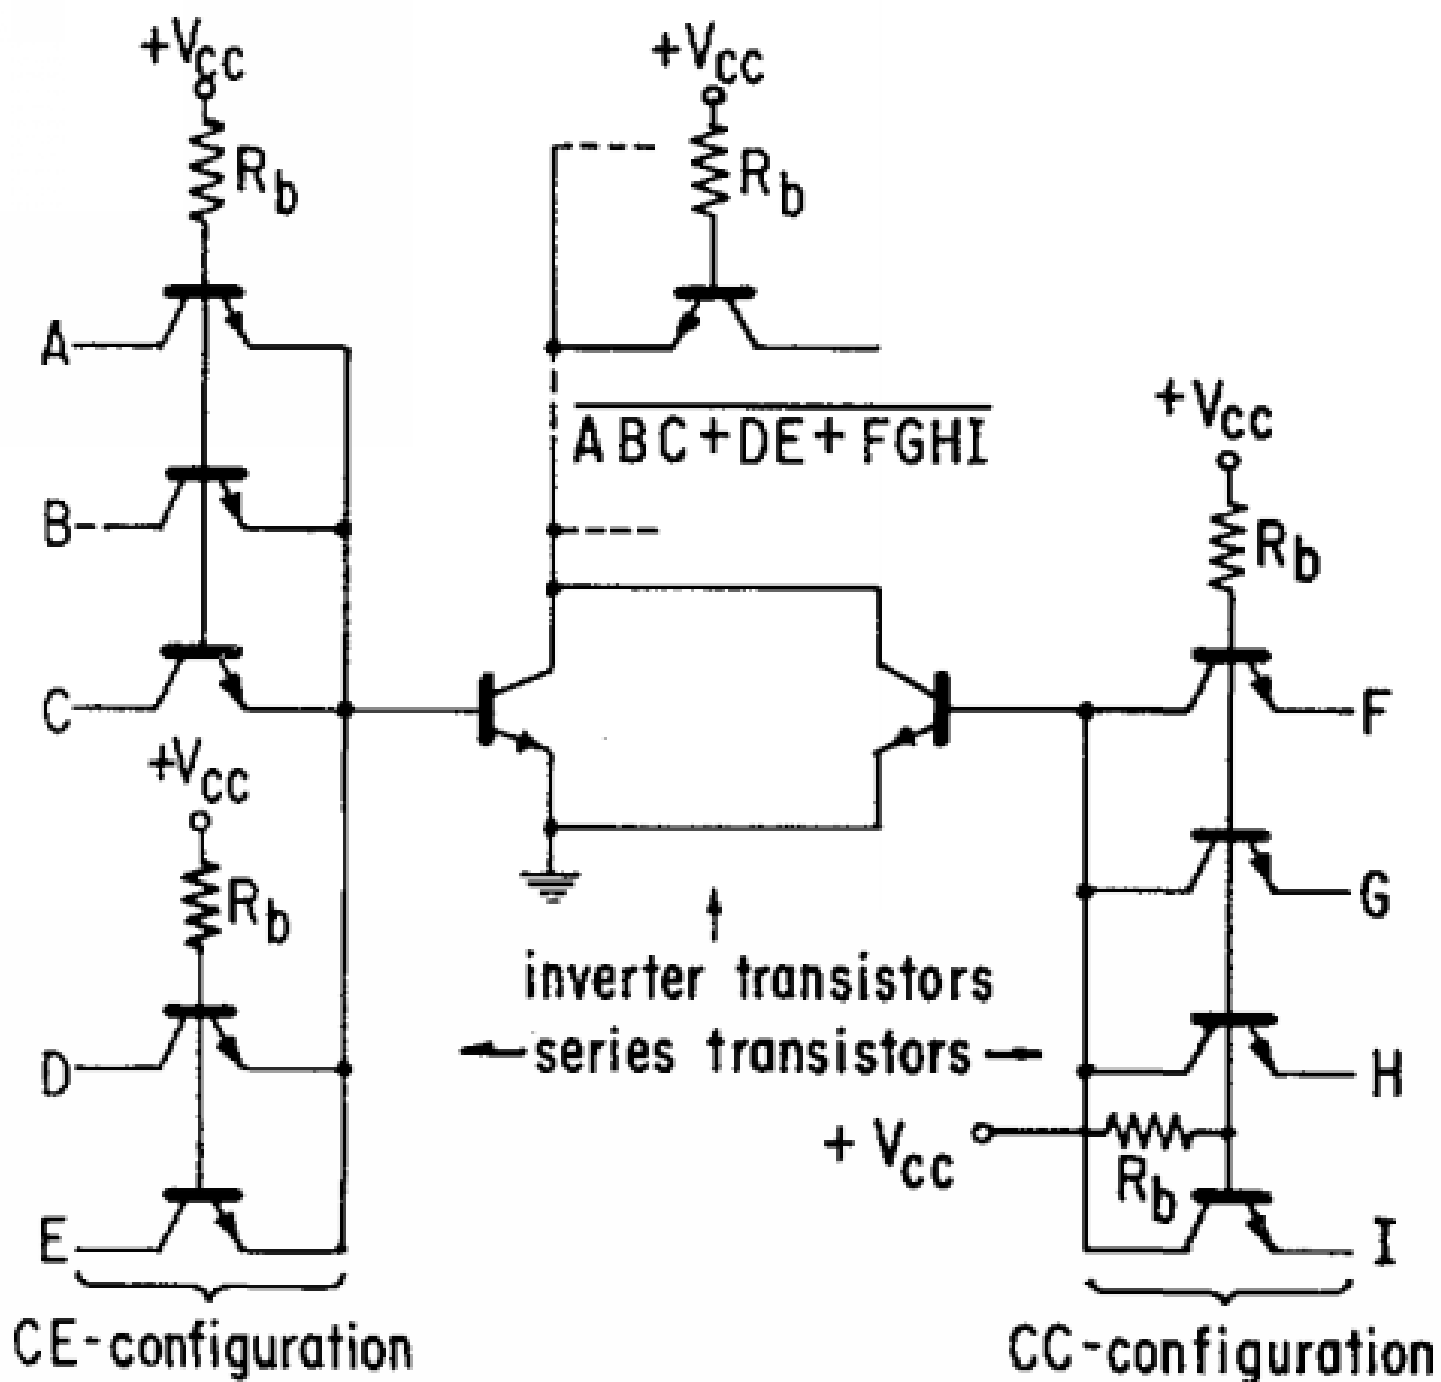 +Vcc
+Vcc
Rb
Rb
A
ABC+DE+FGHI
+Vcc
B
Rb
C
F
+Vcc
Rb
G
inverter transistors
series transistors
D
H
+ Vcc
Rb
E
I
CE-configuration
CC-configuration